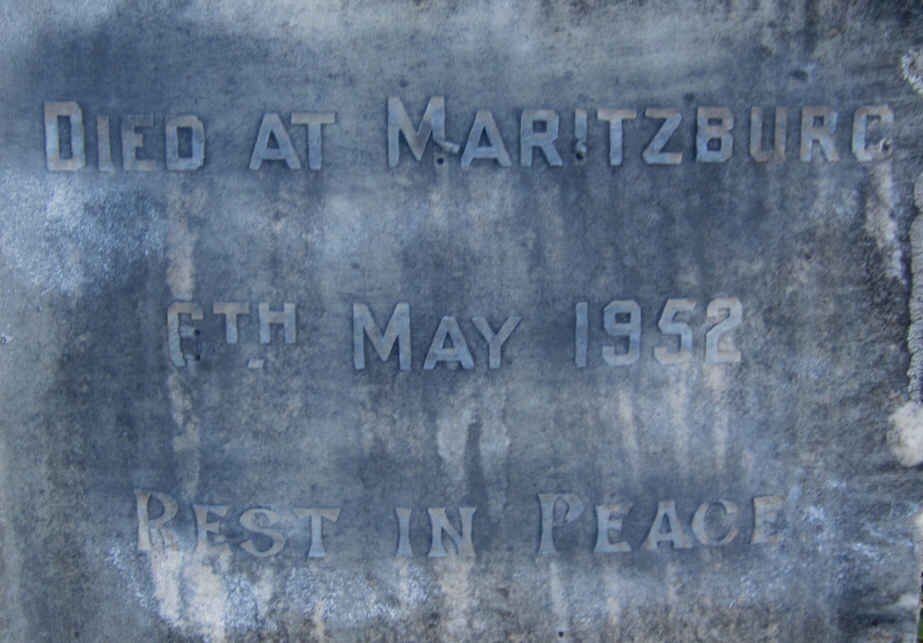 DIED AT MARITZBURG
6TH MAY 1952
REST IN PEACE